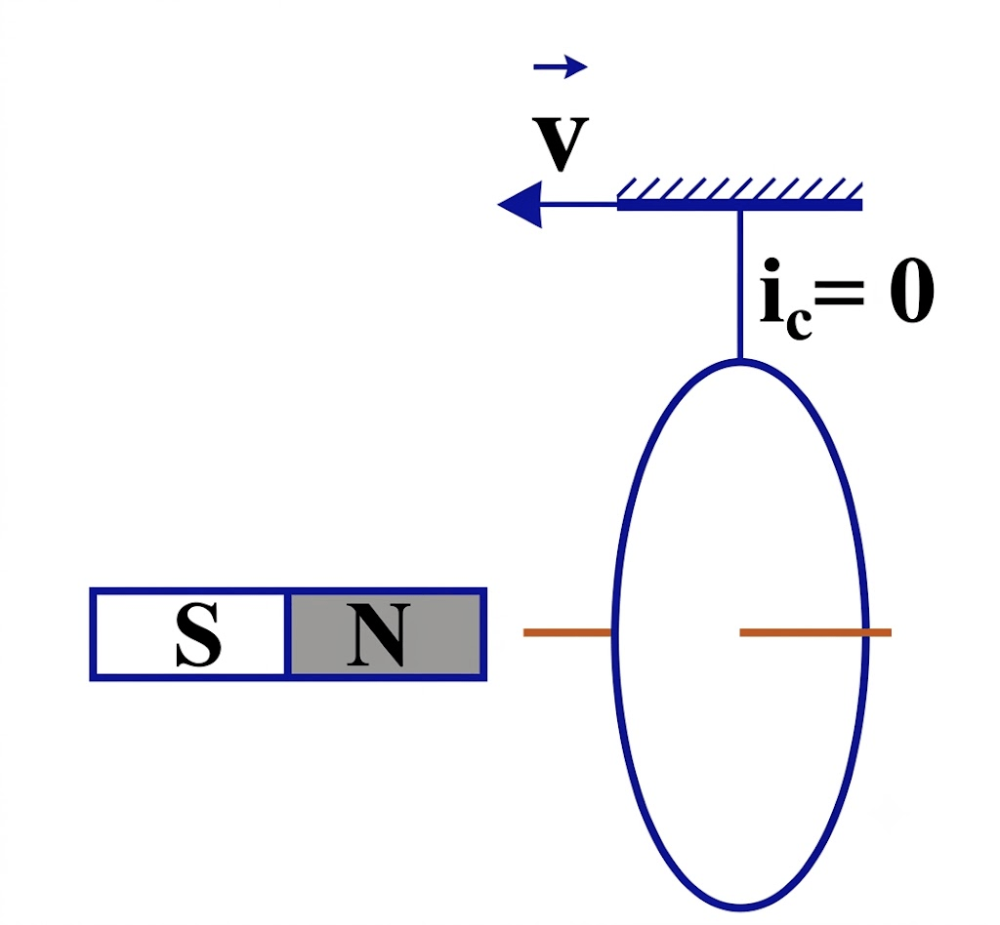 v⃗
i_c= 0
S N